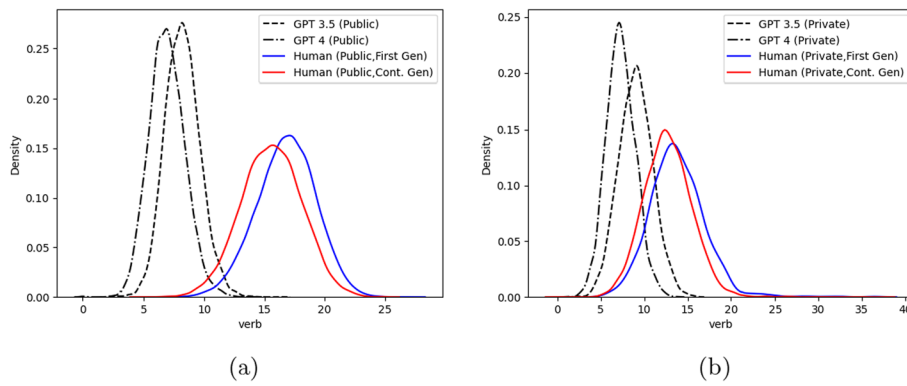 GPT 3.5 (Public)
GPT 4 (Public)
Human (Public,First Gen)
Human (Public,Cont. Gen)
0.25
0.20
0.15
0.10
0.05
0.00
Density
0 5 10 15 20 25
verb
(a)
GPT 3.5 (Private)
GPT 4 (Private)
Human (Private,First Gen)
Human (Private,Cont. Gen)
0.25
0.20
0.15
0.10
0.05
0.00
Density
0 5 10 15 20 25 30 35 40
verb
(b)